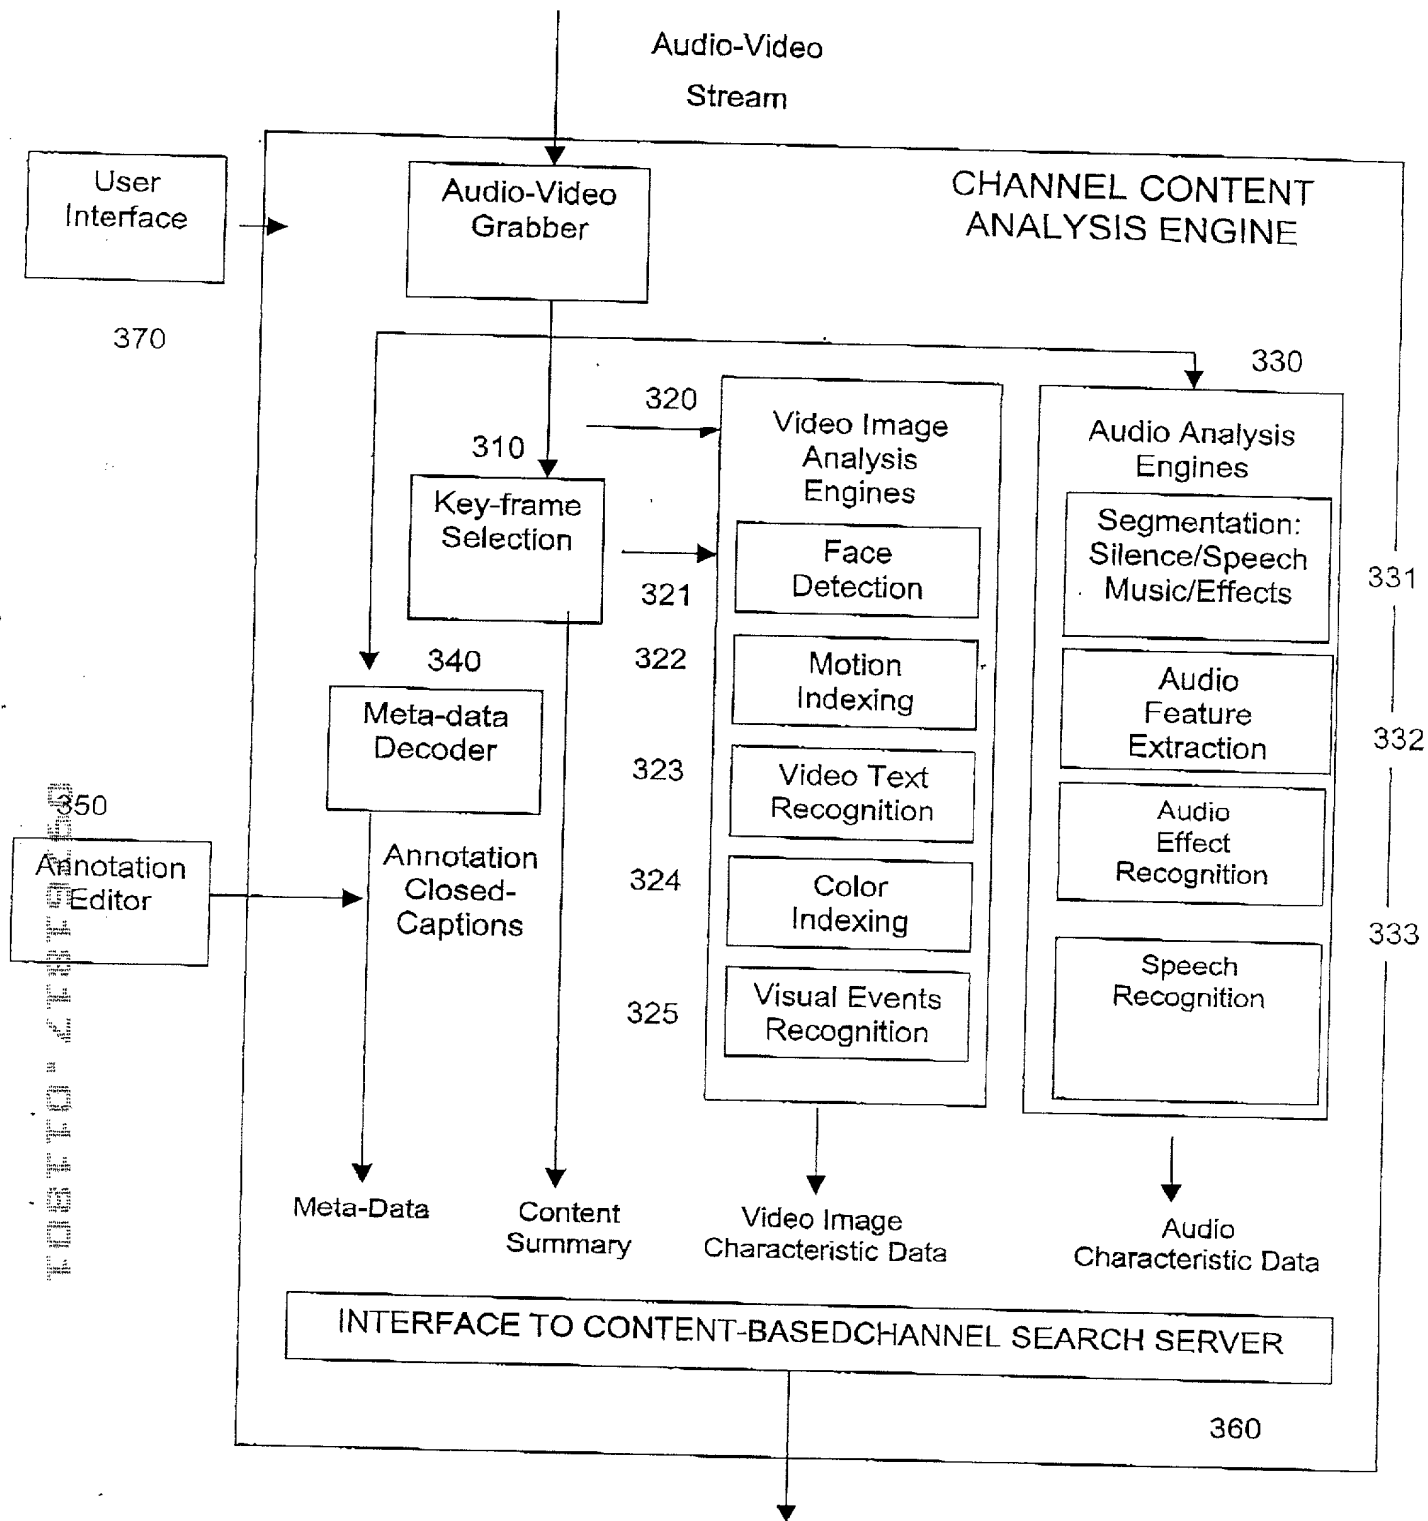 Audio-Video
Stream
User
Interface
370
Audio-Video
Grabber
CHANNEL CONTENT
ANALYSIS ENGINE
310
Key-frame
Selection
320
Video Image
Analysis
Engines
321
Face
Detection
322
Motion
Indexing
323
Video Text
Recognition
324
Color
Indexing
325
Visual Events
Recognition
330
Audio Analysis
Engines
Segmentation:
Silence/Speech
Music/Effects
331
Audio
Feature
Extraction
332
Audio
Effect
Recognition
333
Speech
Recognition
340
Meta-data
Decoder
350
Annotation
Editor
Annotation
Closed-
Captions
Meta-Data
Content
Summary
Video Image
Characteristic Data
Audio
Characteristic Data
INTERFACE TO CONTENT-BASEDCHANNEL SEARCH SERVER
360